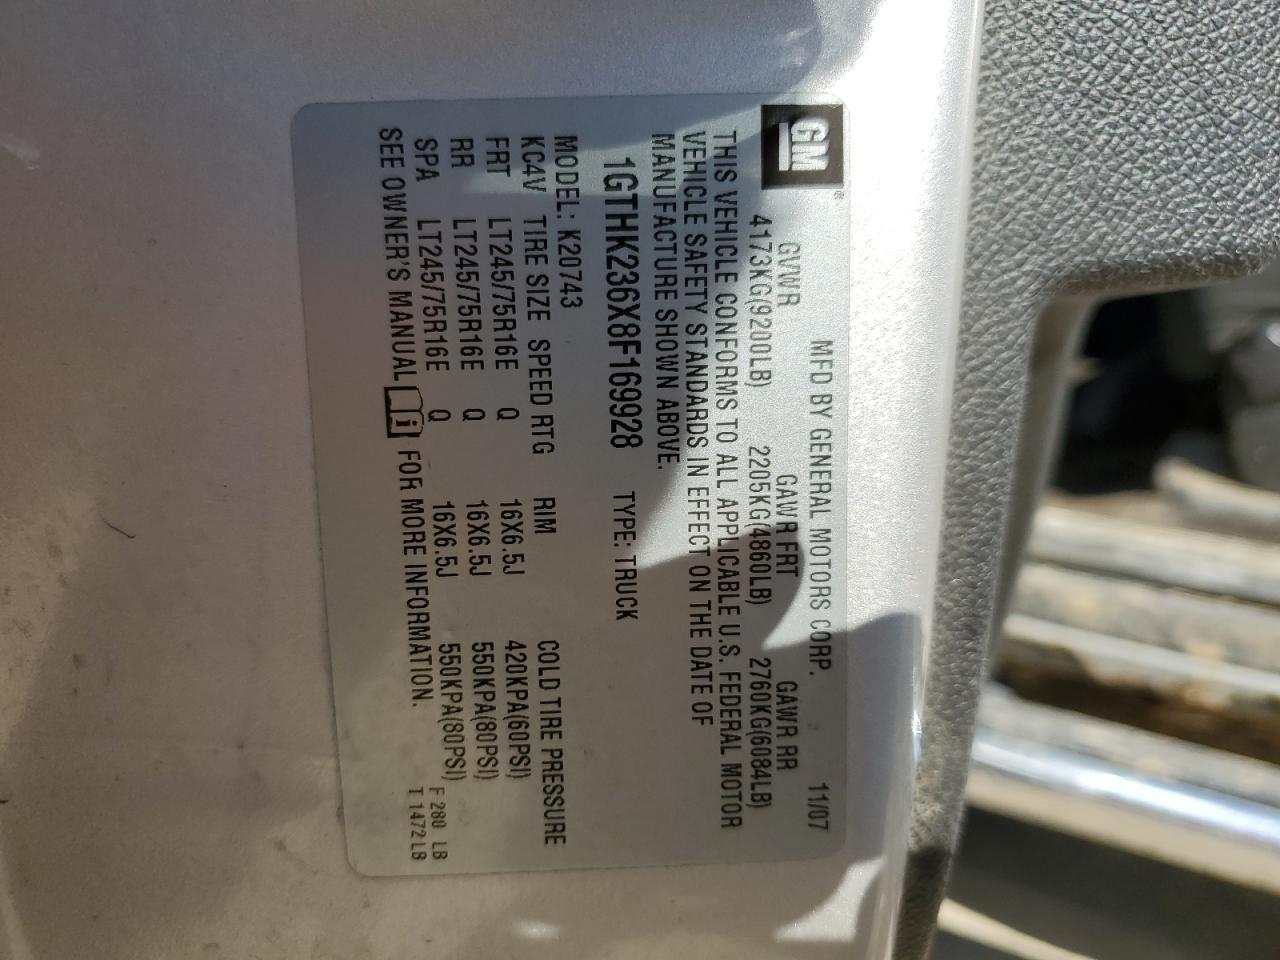 GM®
MFD BY GENERAL MOTORS CORP. 11/07
GVWR GAWR FRT GAWR RR
4173KG(9200LB) 2205KG(4860LB) 2760KG(6084LB)
THIS VEHICLE CONFORMS TO ALL APPLICABLE U.S. FEDERAL MOTOR
VEHICLE SAFETY STANDARDS IN EFFECT ON THE DATE OF
MANUFACTURE SHOWN ABOVE.
1GTHK236X8F169928 TYPE: TRUCK
MODEL: K20743
KC4V TIRE SIZE SPEED RTG RIM COLD TIRE PRESSURE
FRT LT245/75R16E Q 16X6.5J 420KPA(60PSI)
RR LT245/75R16E Q 16X6.5J 550KPA(80PSI)
SPA LT245/75R16E Q 16X6.5J 550KPA(80PSI)
SEE OWNER'S MANUAL i FOR MORE INFORMATION.
F 280 LB
T 1472 LB